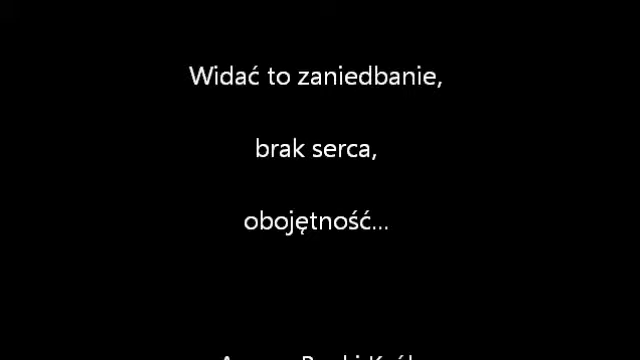 Widać to zaniedbanie,
brak serca,
obojętność...